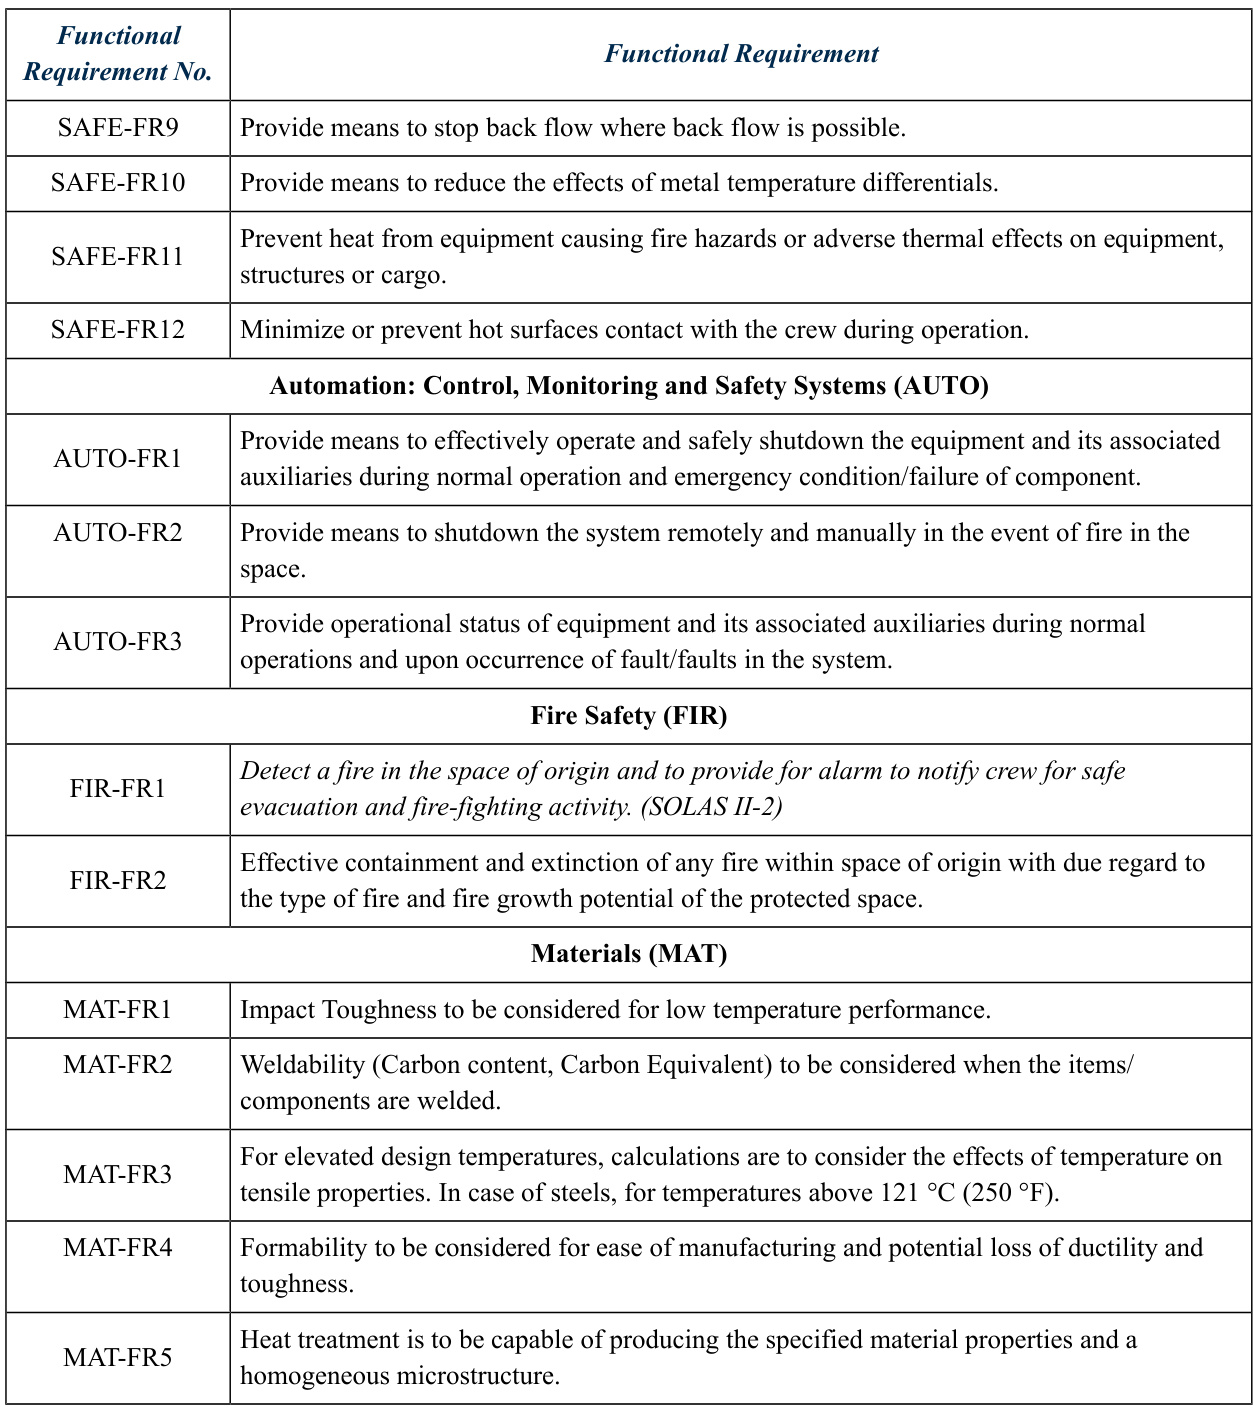 Functional
Requirement No.
Functional Requirement
SAFE-FR9
Provide means to stop back flow where back flow is possible.
SAFE-FR10
Provide means to reduce the effects of metal temperature differentials.
SAFE-FR11
Prevent heat from equipment causing fire hazards or adverse thermal effects on equipment,
structures or cargo.
SAFE-FR12
Minimize or prevent hot surfaces contact with the crew during operation.
Automation: Control, Monitoring and Safety Systems (AUTO)
AUTO-FR1
Provide means to effectively operate and safely shutdown the equipment and its associated
auxiliaries during normal operation and emergency condition/failure of component.
AUTO-FR2
Provide means to shutdown the system remotely and manually in the event of fire in the
space.
AUTO-FR3
Provide operational status of equipment and its associated auxiliaries during normal
operations and upon occurrence of fault/faults in the system.
Fire Safety (FIR)
FIR-FR1
Detect a fire in the space of origin and to provide for alarm to notify crew for safe
evacuation and fire-fighting activity. (SOLAS II-2)
FIR-FR2
Effective containment and extinction of any fire within space of origin with due regard to
the type of fire and fire growth potential of the protected space.
Materials (MAT)
MAT-FR1
Impact Toughness to be considered for low temperature performance.
MAT-FR2
Weldability (Carbon content, Carbon Equivalent) to be considered when the items/
components are welded.
MAT-FR3
For elevated design temperatures, calculations are to consider the effects of temperature on
tensile properties. In case of steels, for temperatures above 121 °C (250 °F).
MAT-FR4
Formability to be considered for ease of manufacturing and potential loss of ductility and
toughness.
MAT-FR5
Heat treatment is to be capable of producing the specified material properties and a
homogeneous microstructure.